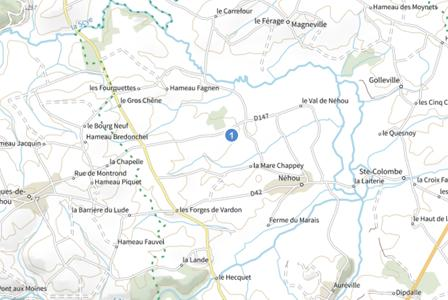 le Carrefour
le Férage
Magneville
Hameau des Moynets
la Scye
Golleville
les Fourguettes
Hameau Fagnen
le Gros Chêne
le Val de Néhou
les Cinq
D147
1
le Bourg Neuf
Hameau Bredonchel
le Quesnoy
Hameau Jacquin
la Chapelle
la Mare Chappey
Rue de Montrond
Ste-Colombe
Hameau Piquet
Néhou
la Laiterie
la Croix
D42
la Barrière du Lude
les Forges de Vardon
Ferme du Marais
le Haut de
Hameau Fauvel
la Lande
le Hecquet
Pont aux Moines
Auréville
Dipdalle